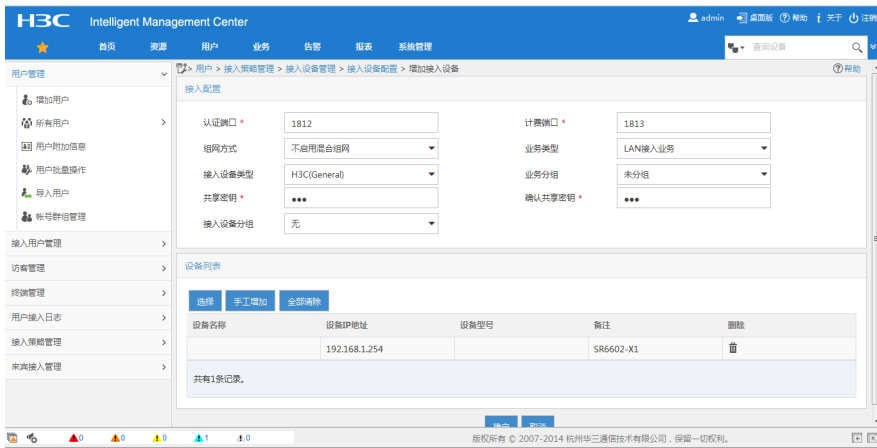 H3C Intelligent Management Center
admin 桌面版 帮助 关于 注销
首页 资源 用户 业务 告警 报表 系统管理
查询设备
用户管理
> 用户 > 接入策略管理 > 接入设备管理 > 接入设备配置 > 增加接入设备
帮助
增加用户
所有用户
用户附加信息
用户批量操作
导入用户
帐号群组管理
接入用户管理
访客管理
终端管理
用户接入日志
接入策略管理
来宾接入管理
接入配置
认证端口 * 1812 计费端口 * 1813
组网方式 不启用混合组网 业务类型 LAN接入业务
接入设备类型 H3C(General) 业务分组 未分组
共享密钥 * ●●● 确认共享密钥 * ●●●
接入设备分组 无
设备列表
选择 手工增加 全部清除
设备名称 设备IP地址 设备型号 备注 删除
192.168.1.254 SR6602-X1
共有1条记录。
确定 取消
0 0 0 1 0
版权所有 © 2007-2014 杭州华三通信技术有限公司，保留一切权利。